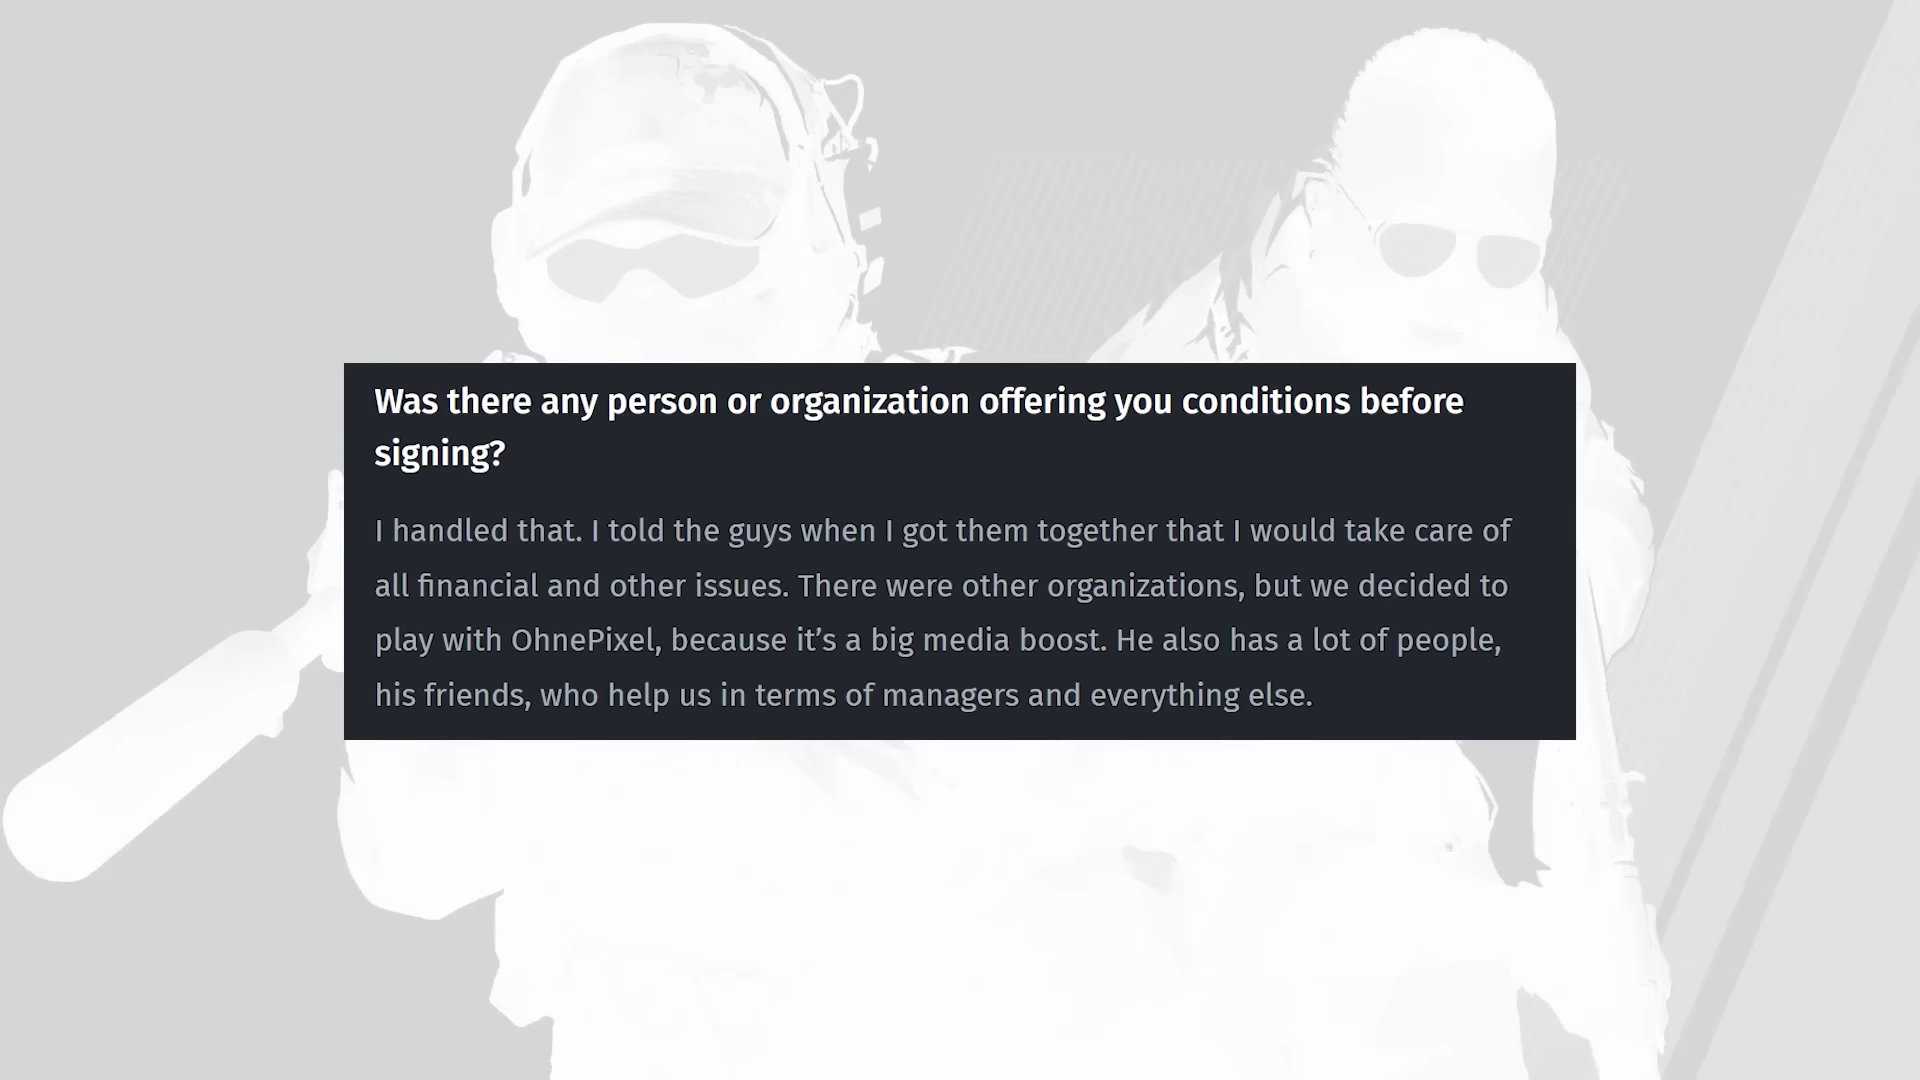 Was there any person or organization offering you conditions before
signing?
I handled that. I told the guys when I got them together that I would take care of
all financial and other issues. There were other organizations, but we decided to
play with OhnePixel, because it’s a big media boost. He also has a lot of people,
his friends, who help us in terms of managers and everything else.